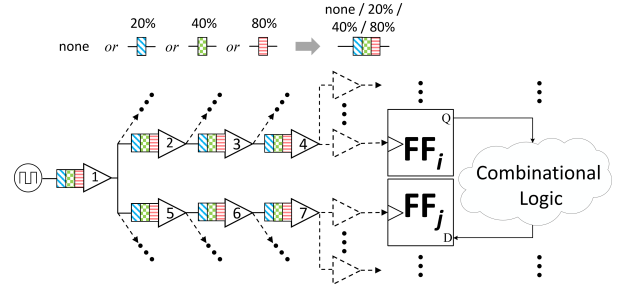 20% 40% 80% none / 20% /
none or or or 40% / 80%
2 3 4 Q
FFi
1 Combinational
Logic
5 6 7 FFj
D